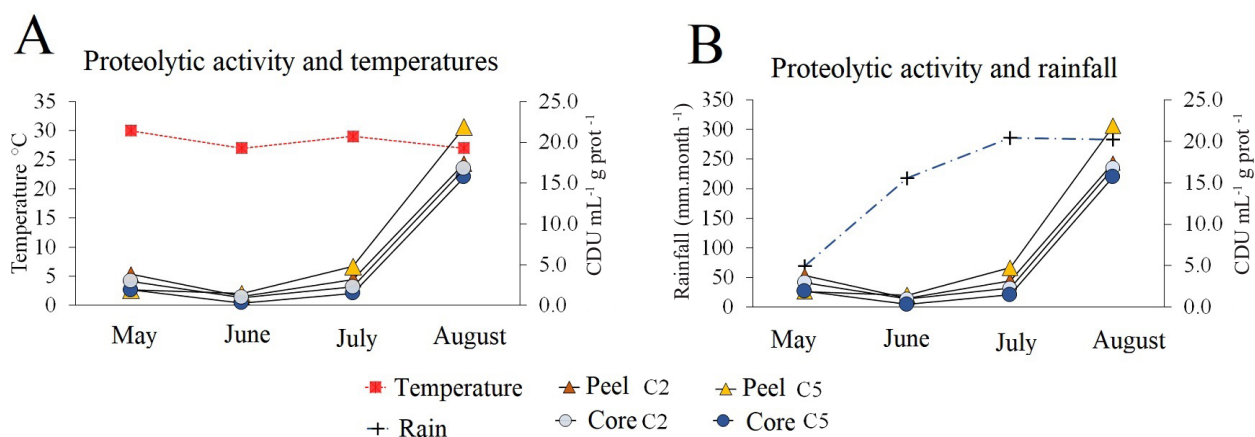 A
Proteolytic activity and temperatures
Temperature °C
35
30
25
20
15
10
5
0
25.0
20.0
15.0
10.0
5.0
0.0
CDU mL⁻¹ g prot ⁻¹
May June July August
B
Proteolytic activity and rainfall
Rainfall (mm.month ⁻¹)
350
300
250
200
150
100
50
0
25.0
20.0
15.0
10.0
5.0
0.0
CDU mL⁻¹ g prot ⁻¹
May June July August
Temperature Peel C2 Peel C5
Rain Core C2 Core C5